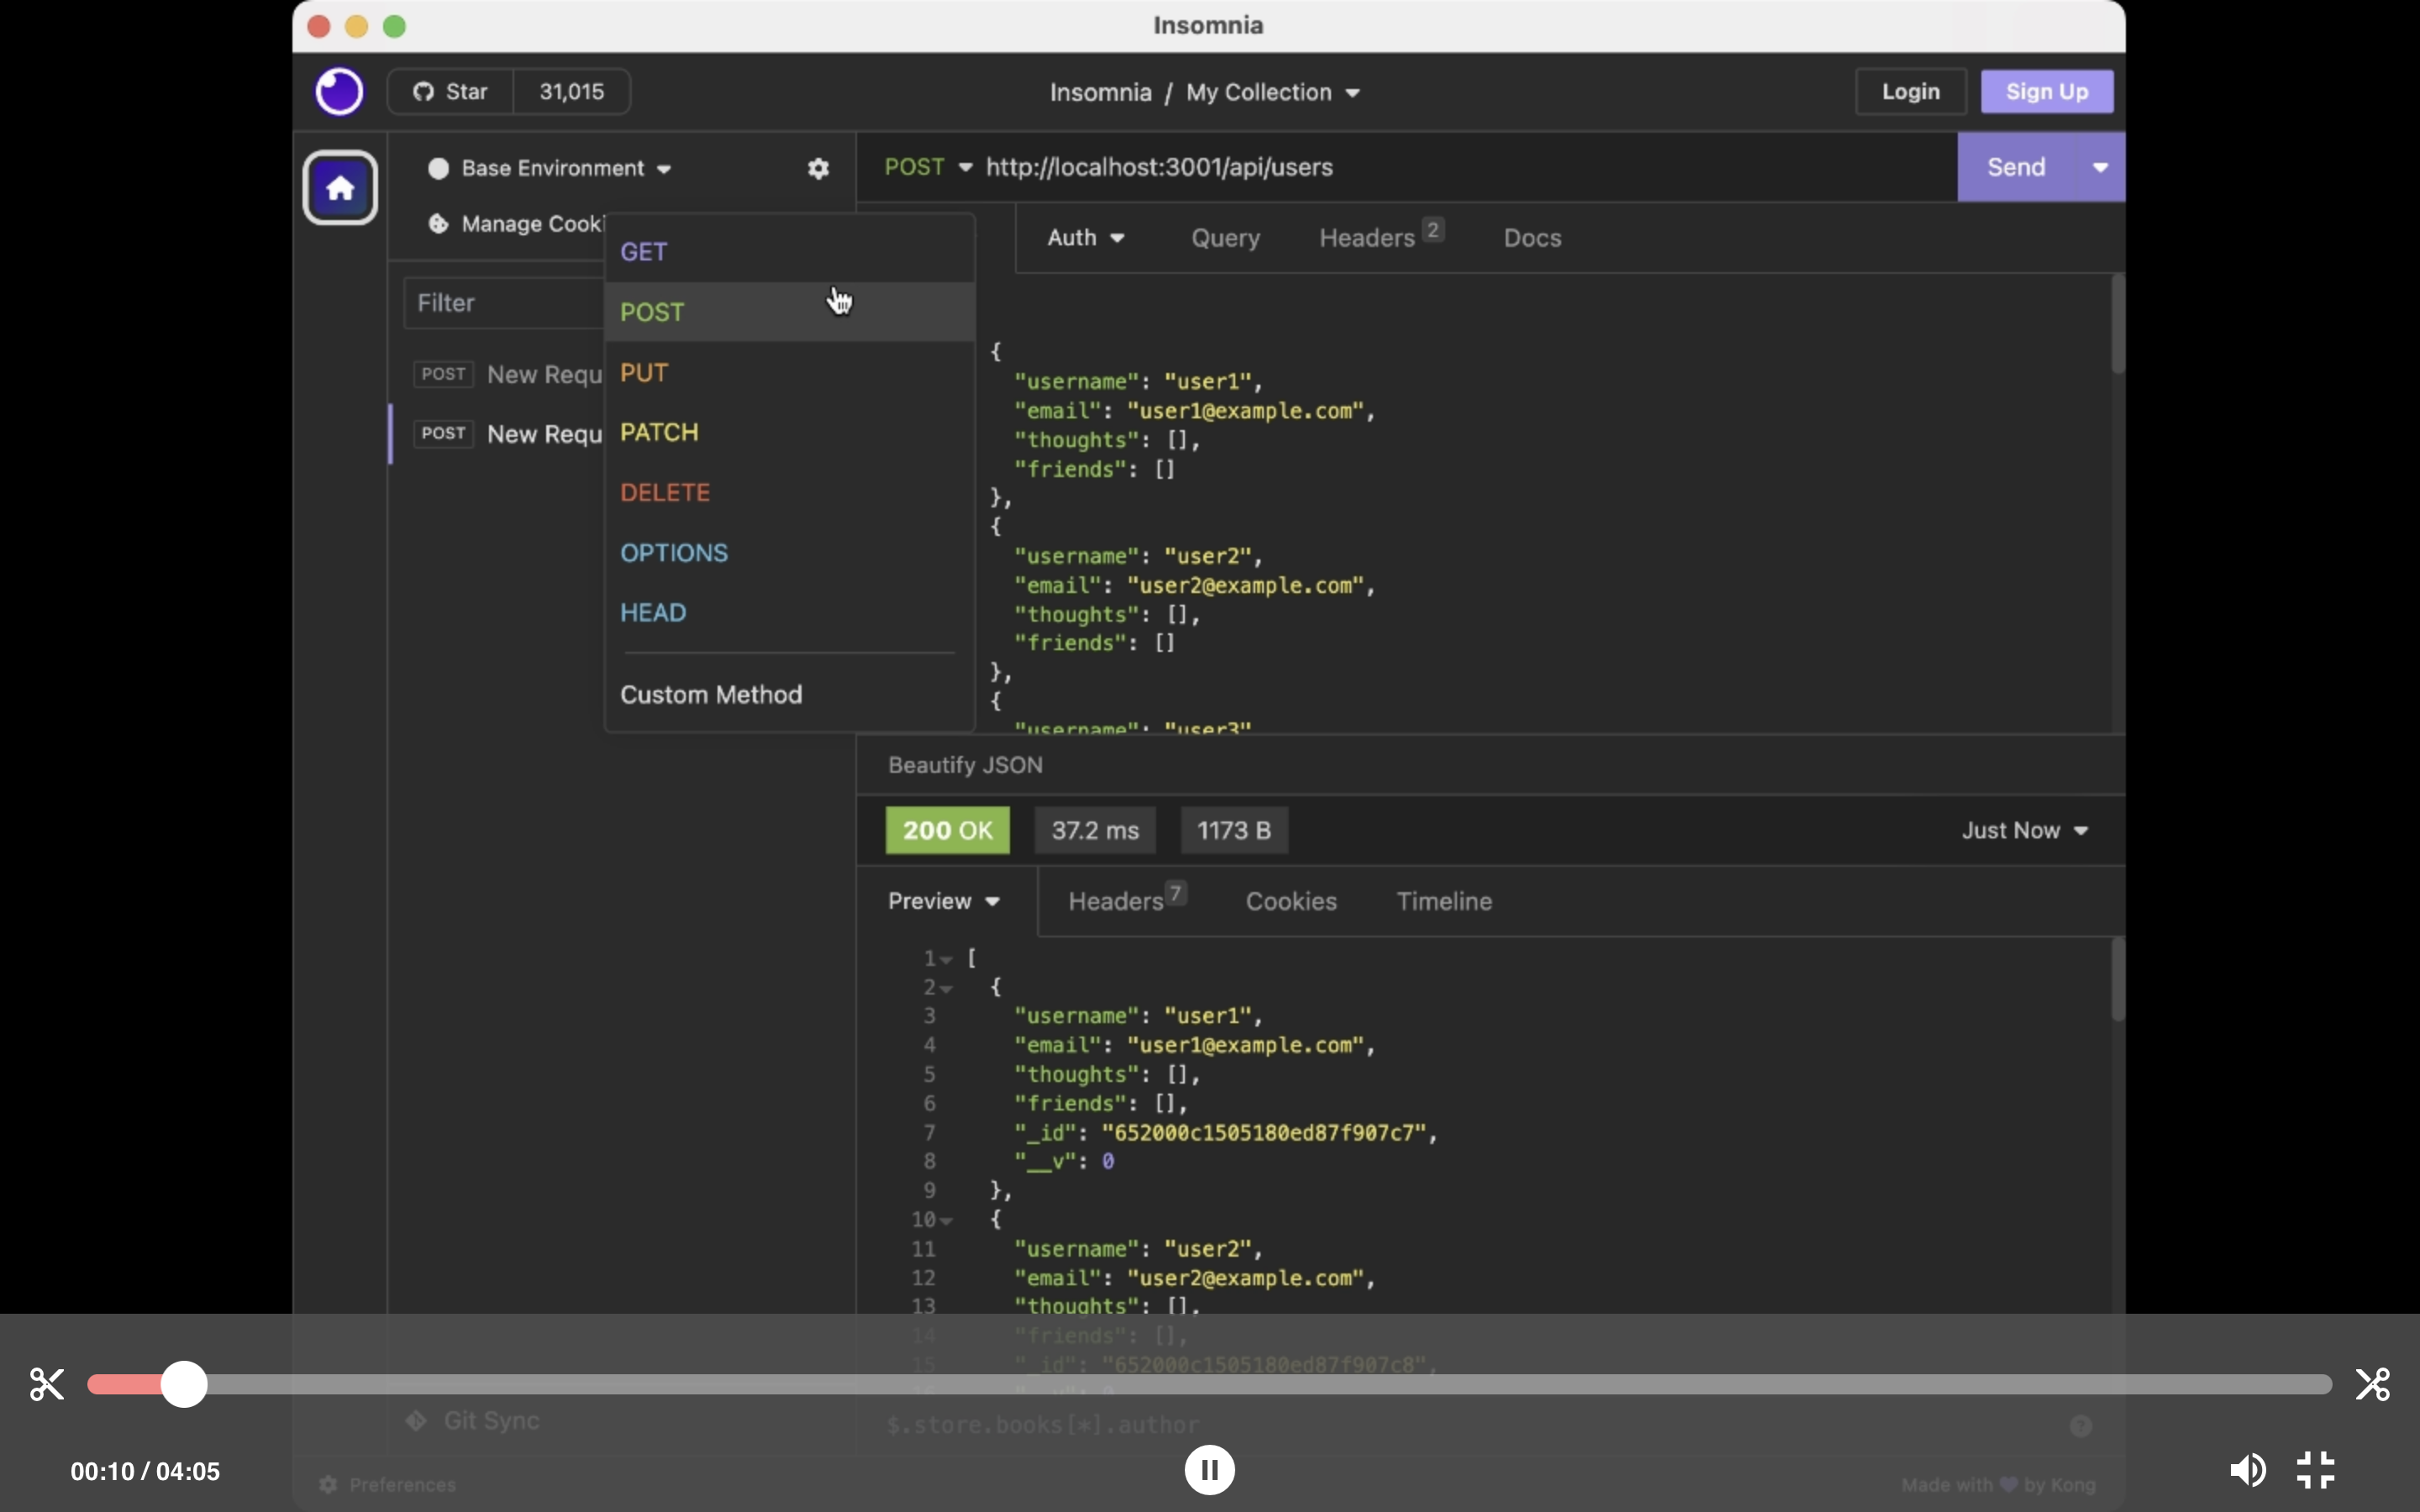 Insomnia
Star 31,015
Insomnia / My Collection
Login
Sign Up
Base Environment
POST http://localhost:3001/api/users
Send
Manage Cooki
Auth
Query
Headers 2
Docs
Filter
POST New Requ
POST New Requ
GET
POST
PUT
PATCH
DELETE
OPTIONS
HEAD
Custom Method
{
"username": "user1",
"email": "user1@example.com",
"thoughts": [],
"friends": []
},
{
"username": "user2",
"email": "user2@example.com",
"thoughts": [],
"friends": []
},
{
"username": "user3"
Beautify JSON
200 OK
37.2 ms
1173 B
Just Now
Preview
Headers 7
Cookies
Timeline
1 [
2 {
3 "username": "user1",
4 "email": "user1@example.com",
5 "thoughts": [],
6 "friends": [],
7 "_id": "652000c1505180ed87f907c7",
8 "__v": 0
9 },
10 {
11 "username": "user2",
12 "email": "user2@example.com",
13 "thoughts": [],
14 "friends": [],
15 "_id": "652000c1505180ed87f907c8",
Git Sync
$.store.books[*].author
00:10 / 04:05
Preferences
Made with 💜 by Kong